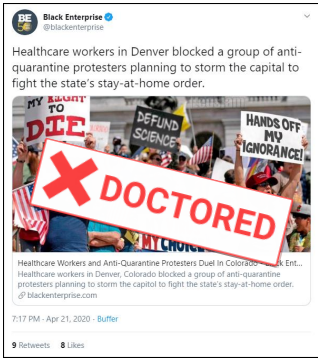 BE
Black Enterprise
@blackenterprise
Healthcare workers in Denver blocked a group of anti-
quarantine protesters planning to storm the capital to
fight the state's stay-at-home order.
MY RIGHT
TO
DIE
DEFUND
SCIENCE
HANDS OFF
MY
IGNORANCE!
DOCTORED
MY CHOICE
Healthcare Workers and Anti-Quarantine Protesters Duel In Colorado - Ent...
Healthcare workers in Denver, Colorado blocked a group of anti-quarantine
protesters planning to storm the capitol to fight the state's stay-at-home order.
blackenterprise.com
7:17 PM · Apr 21, 2020 · Buffer
9 Retweets 8 Likes